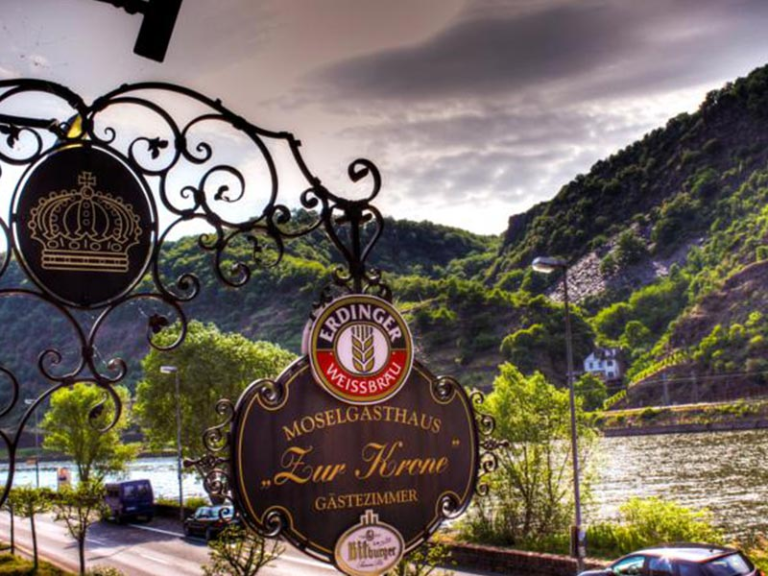 ERDINGER
WEISSBRÄU
MOSELGASTHAUS
„Zur Krone"
GÄSTEZIMMER
Bitburger